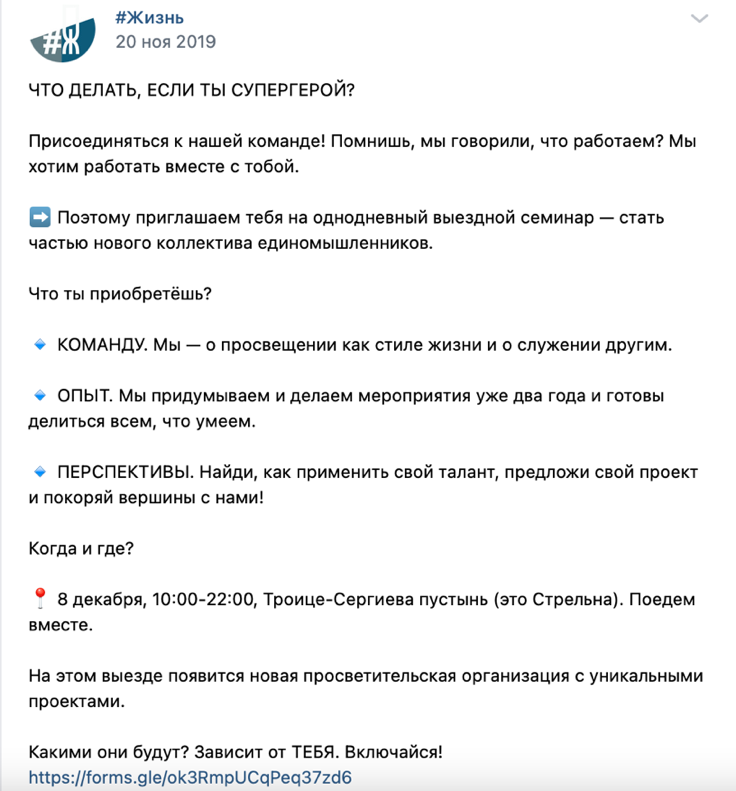 #Ж
#Жизнь
20 ноя 2019
ЧТО ДЕЛАТЬ, ЕСЛИ ТЫ СУПЕРГЕРОЙ?
Присоединяться к нашей команде! Помнишь, мы говорили, что работаем? Мы
хотим работать вместе с тобой.
➡️ Поэтому приглашаем тебя на однодневный выездной семинар — стать
частью нового коллектива единомышленников.
Что ты приобретёшь?
🔹 КОМАНДУ. Мы — о просвещении как стиле жизни и о служении другим.
🔹 ОПЫТ. Мы придумываем и делаем мероприятия уже два года и готовы
делиться всем, что умеем.
🔹 ПЕРСПЕКТИВЫ. Найди, как применить свой талант, предложи свой проект
и покоряй вершины с нами!
Когда и где?
📍 8 декабря, 10:00-22:00, Троице-Сергиева пустынь (это Стрельна). Поедем
вместе.
На этом выезде появится новая просветительская организация с уникальными
проектами.
Какими они будут? Зависит от ТЕБЯ. Включайся!
https://forms.gle/ok3RmpUCqPeq37zd6